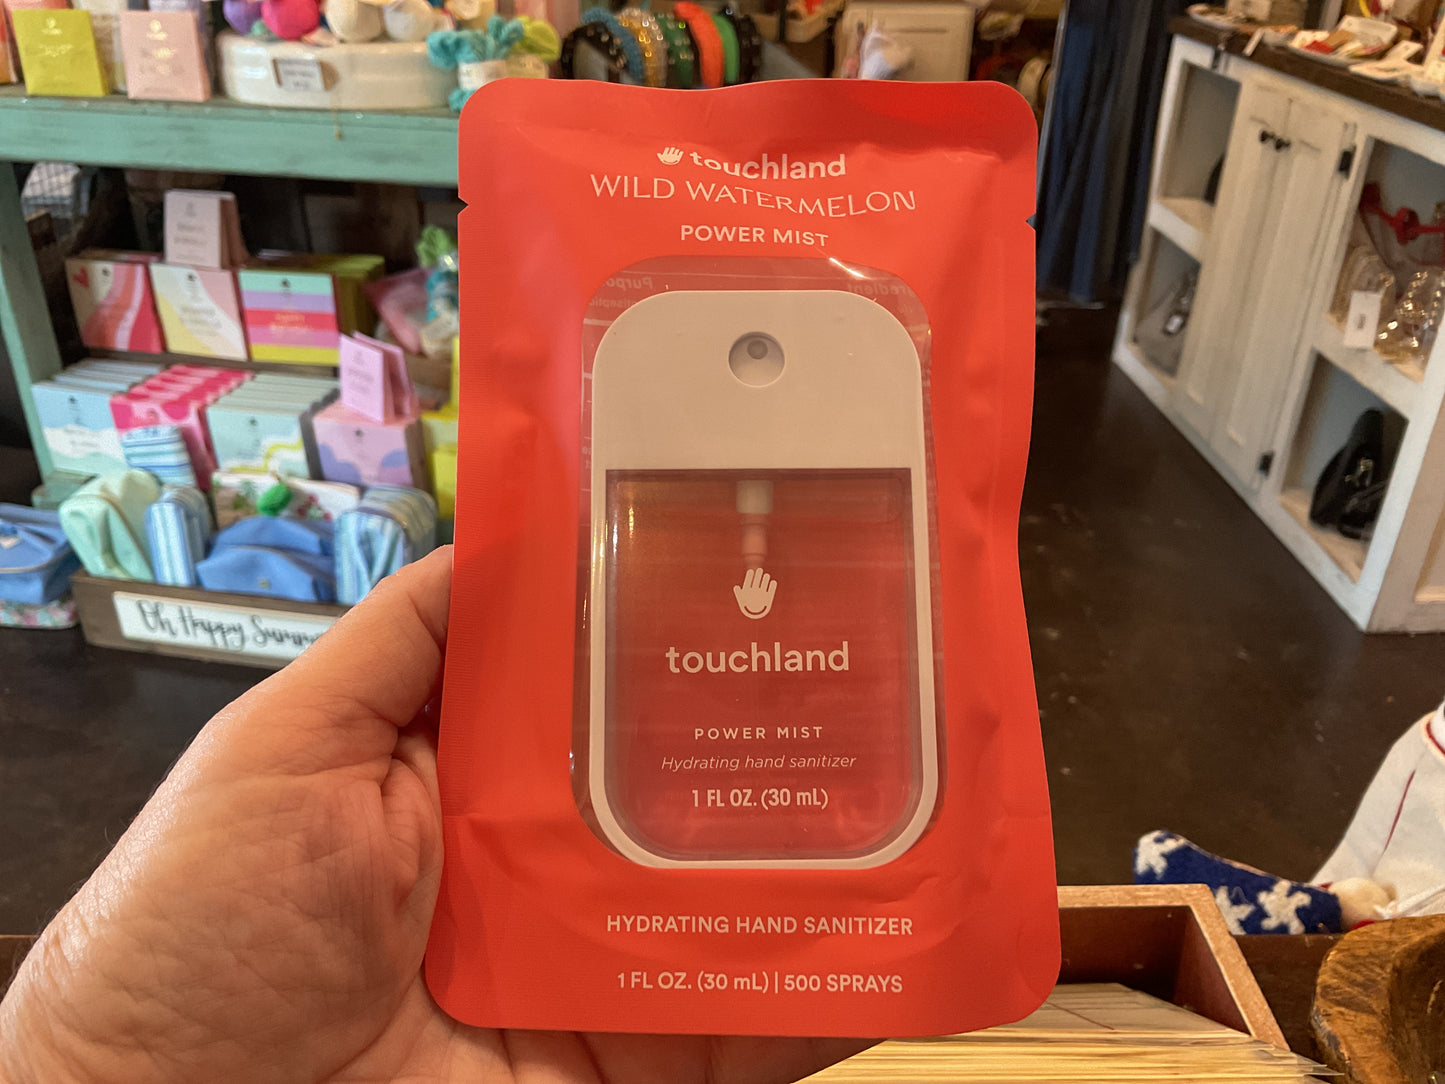 touchland
WILD WATERMELON
POWER MIST
touchland
POWER MIST
Hydrating hand sanitizer
1 FL OZ. (30 mL)
HYDRATING HAND SANITIZER
1 FL OZ. (30 mL) | 500 SPRAYS
Oh Happy Summer